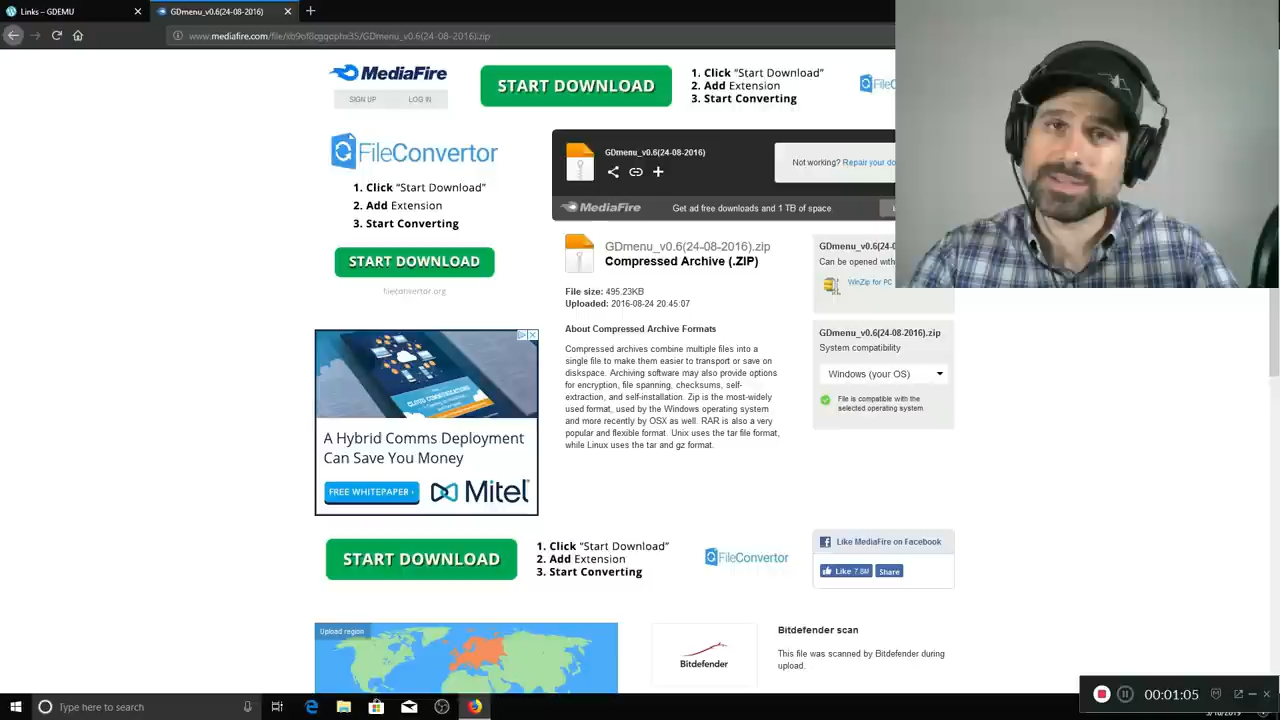 Links – GDEMU
GDmenu_v0.6(24-08-2016)
MediaFire
SIGN UP
LOG IN
START DOWNLOAD
1. Click "Start Download"
2. Add Extension
3. Start Converting
FileConvertor
1. Click "Start Download"
2. Add Extension
3. Start Converting
START DOWNLOAD
fileconvertor.org
GDmenu_v0.6(24-08-2016)
Not working? Repair your do
MediaFire
Get ad free downloads and 1 TB of space.
GDmenu_v0.6(24-08-2016).zip
Compressed Archive (.ZIP)
File size: 495.23KB
Uploaded: 2016-08-24 20:45:07
About Compressed Archive Formats
Compressed archives combine multiple files into a
single file to make them easier to transport or save on
diskspace. Archiving software may also provide options
for encryption, file spanning, checksums, self-
extraction, and self-installation. Zip is the most-widely
used format, used by the Windows operating system
and more recently by OSX as well. RAR is also a very
popular and flexible format. Unix uses the tar file format,
while Linux uses the tar and gz format.
Can be opened with
WinZip for PC
GDmenu_v0.6(24-08-2016).zip
System compatibility
Windows (your OS)
File is compatible with the
selected operating system.
A Hybrid Comms Deployment
Can Save You Money
FREE WHITEPAPER ›
Mitel
START DOWNLOAD
1. Click "Start Download"
2. Add Extension
3. Start Converting
FileConvertor
Like MediaFire on Facebook
Like 7.8M
Share
Upload region
Bitdefender
Bitdefender scan
This file was scanned by Bitdefender during
upload.
Type here to search
00:01:05